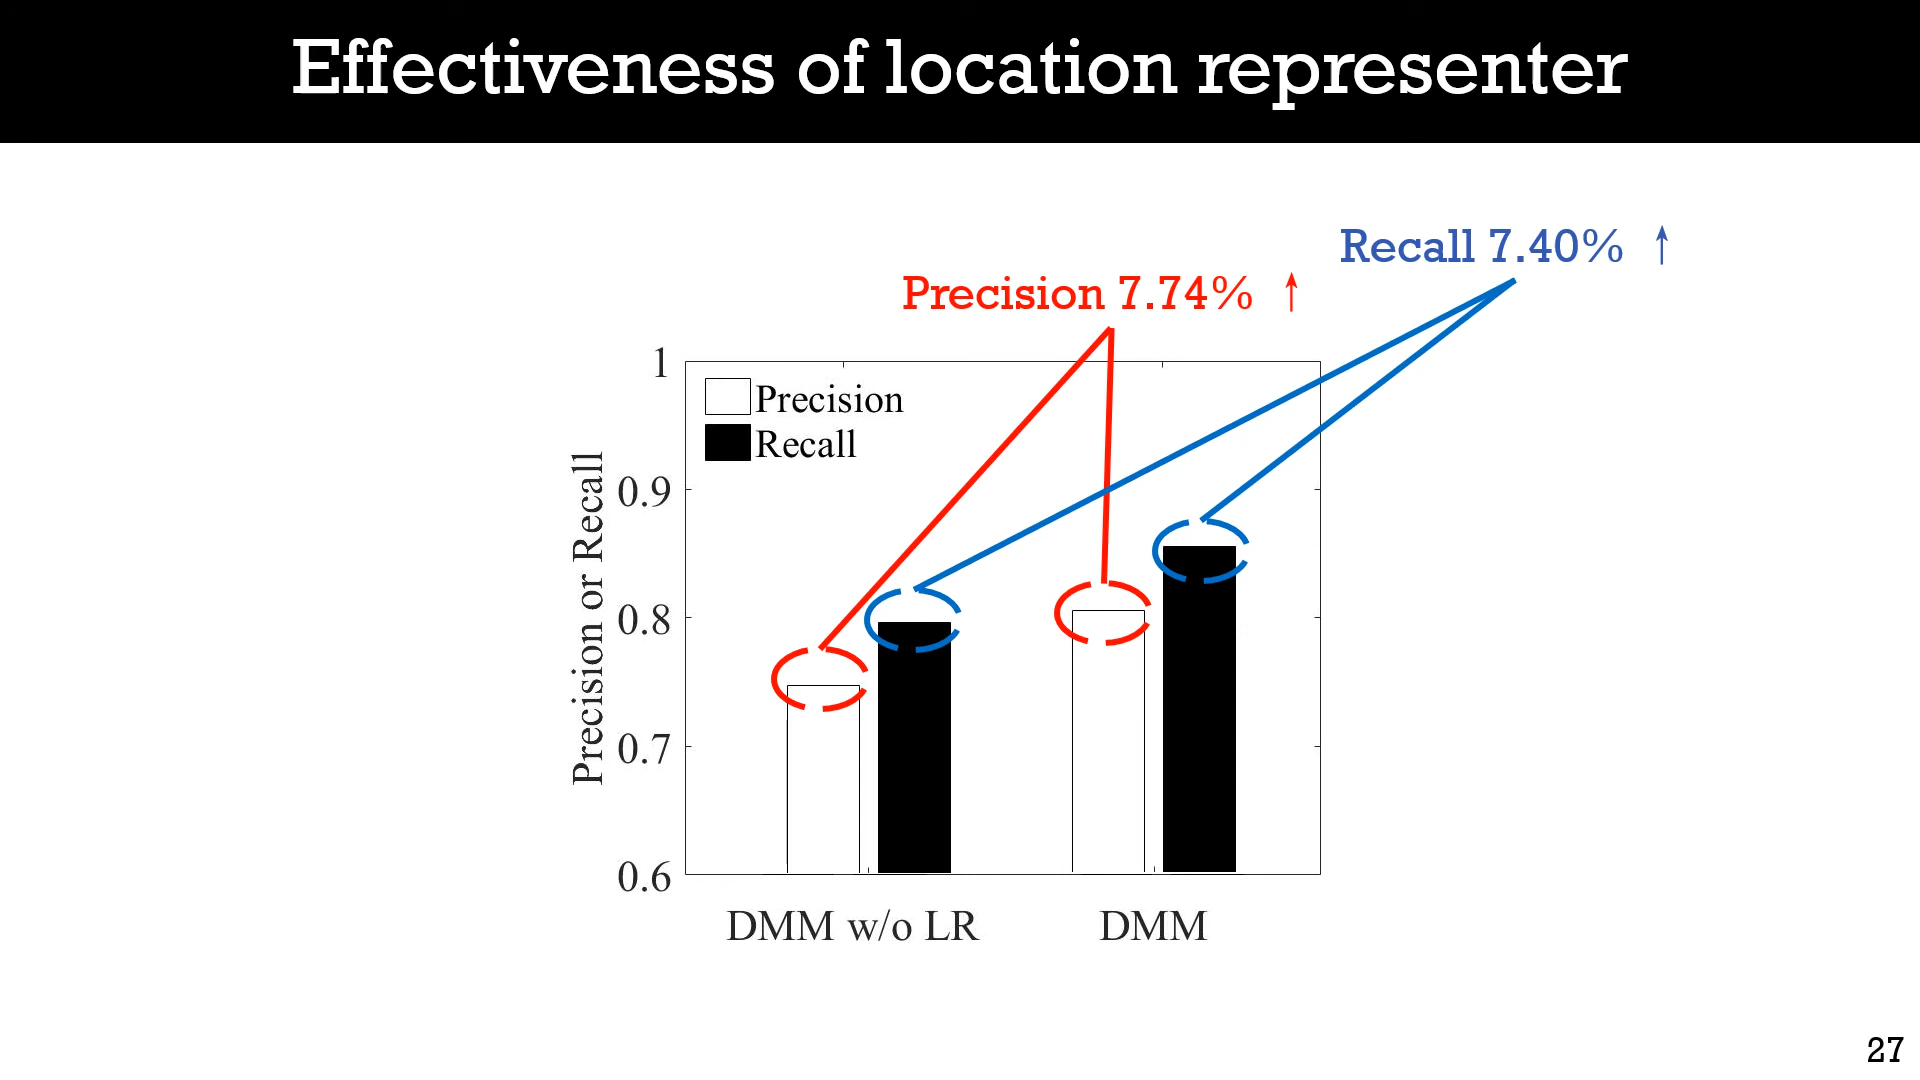 Effectiveness of location representer
Recall 7.40% ↑
Precision 7.74% ↑
1
Precision
Recall
0.9
0.8
0.7
0.6
Precision or Recall
DMM w/o LR
DMM
27